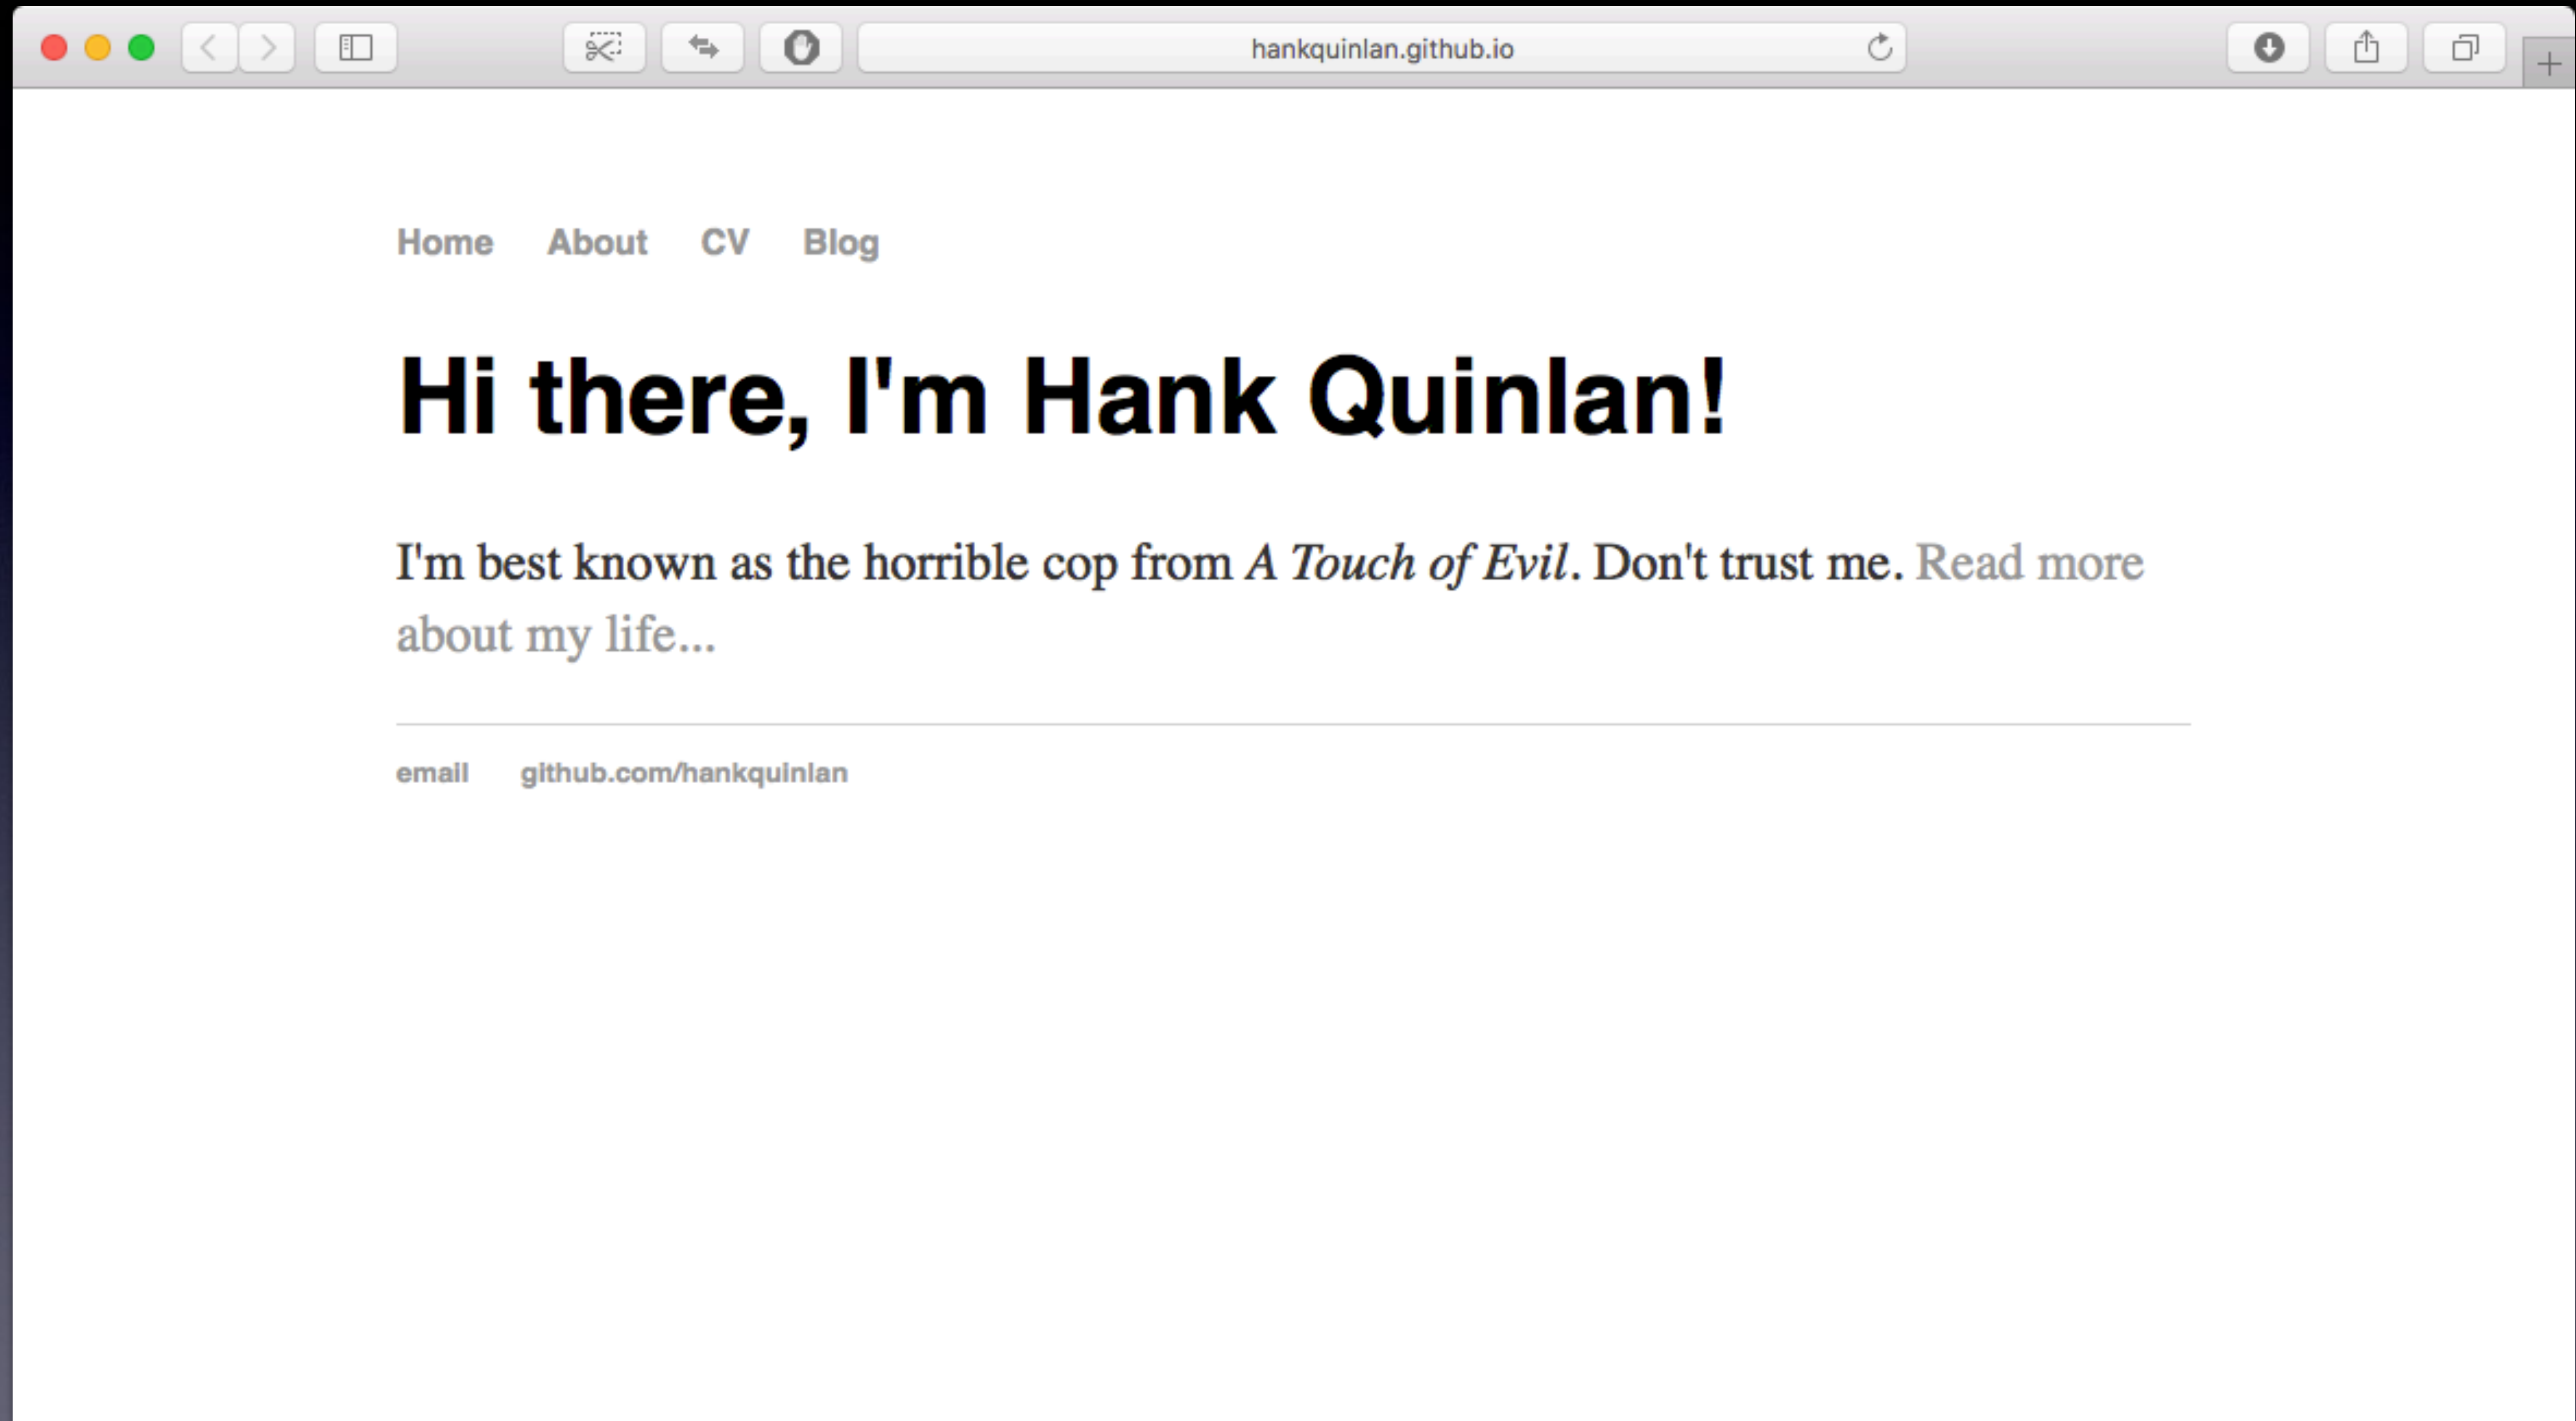 hankquinlan.github.io
Home About CV Blog
Hi there, I'm Hank Quinlan!
I'm best known as the horrible cop from A Touch of Evil. Don't trust me. Read more
about my life...
email github.com/hankquinlan